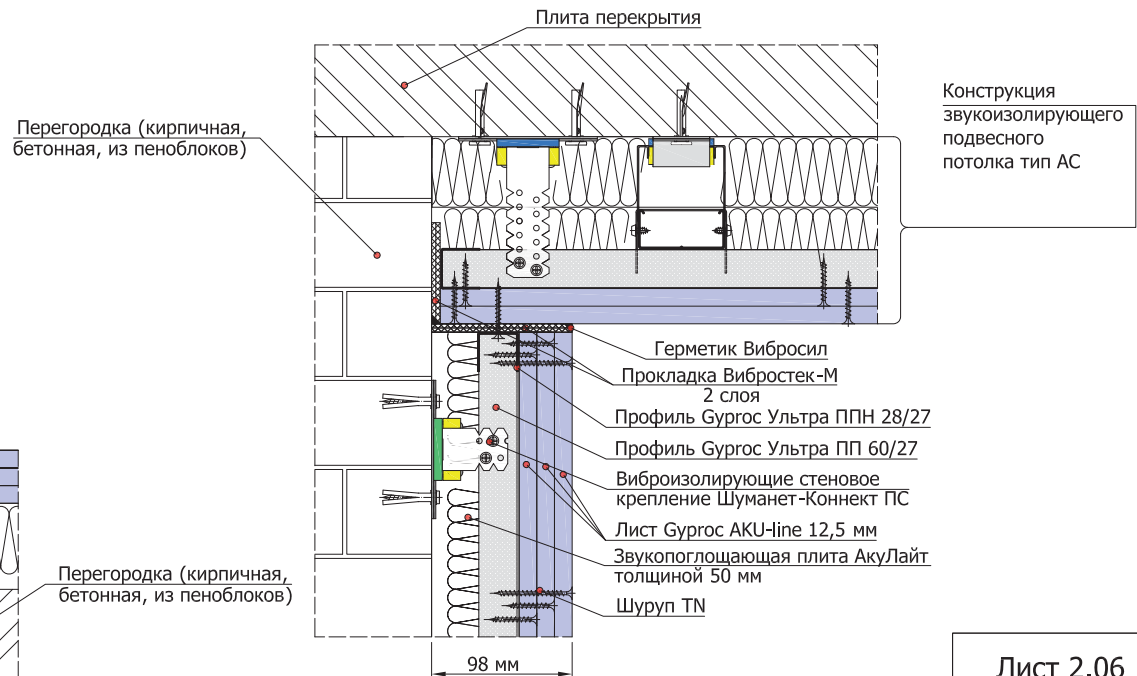 Плита перекрытия
Конструкция
звукоизолирующего
подвесного
потолка тип АС
Перегородка (кирпичная,
бетонная, из пеноблоков)
Герметик Вибросил
Прокладка Вибростек-М
2 слоя
Профиль Gyproc Ультра ППН 28/27
Профиль Gyproc Ультра ПП 60/27
Виброизолирующие стеновое
крепление Шуманет-Коннект ПС
Лист Gyproc AKU-line 12,5 мм
Звукопоглощающая плита АкуЛайт
толщиной 50 мм
Шуруп TN
Перегородка (кирпичная,
бетонная, из пеноблоков)
98 мм
Лист 2.06